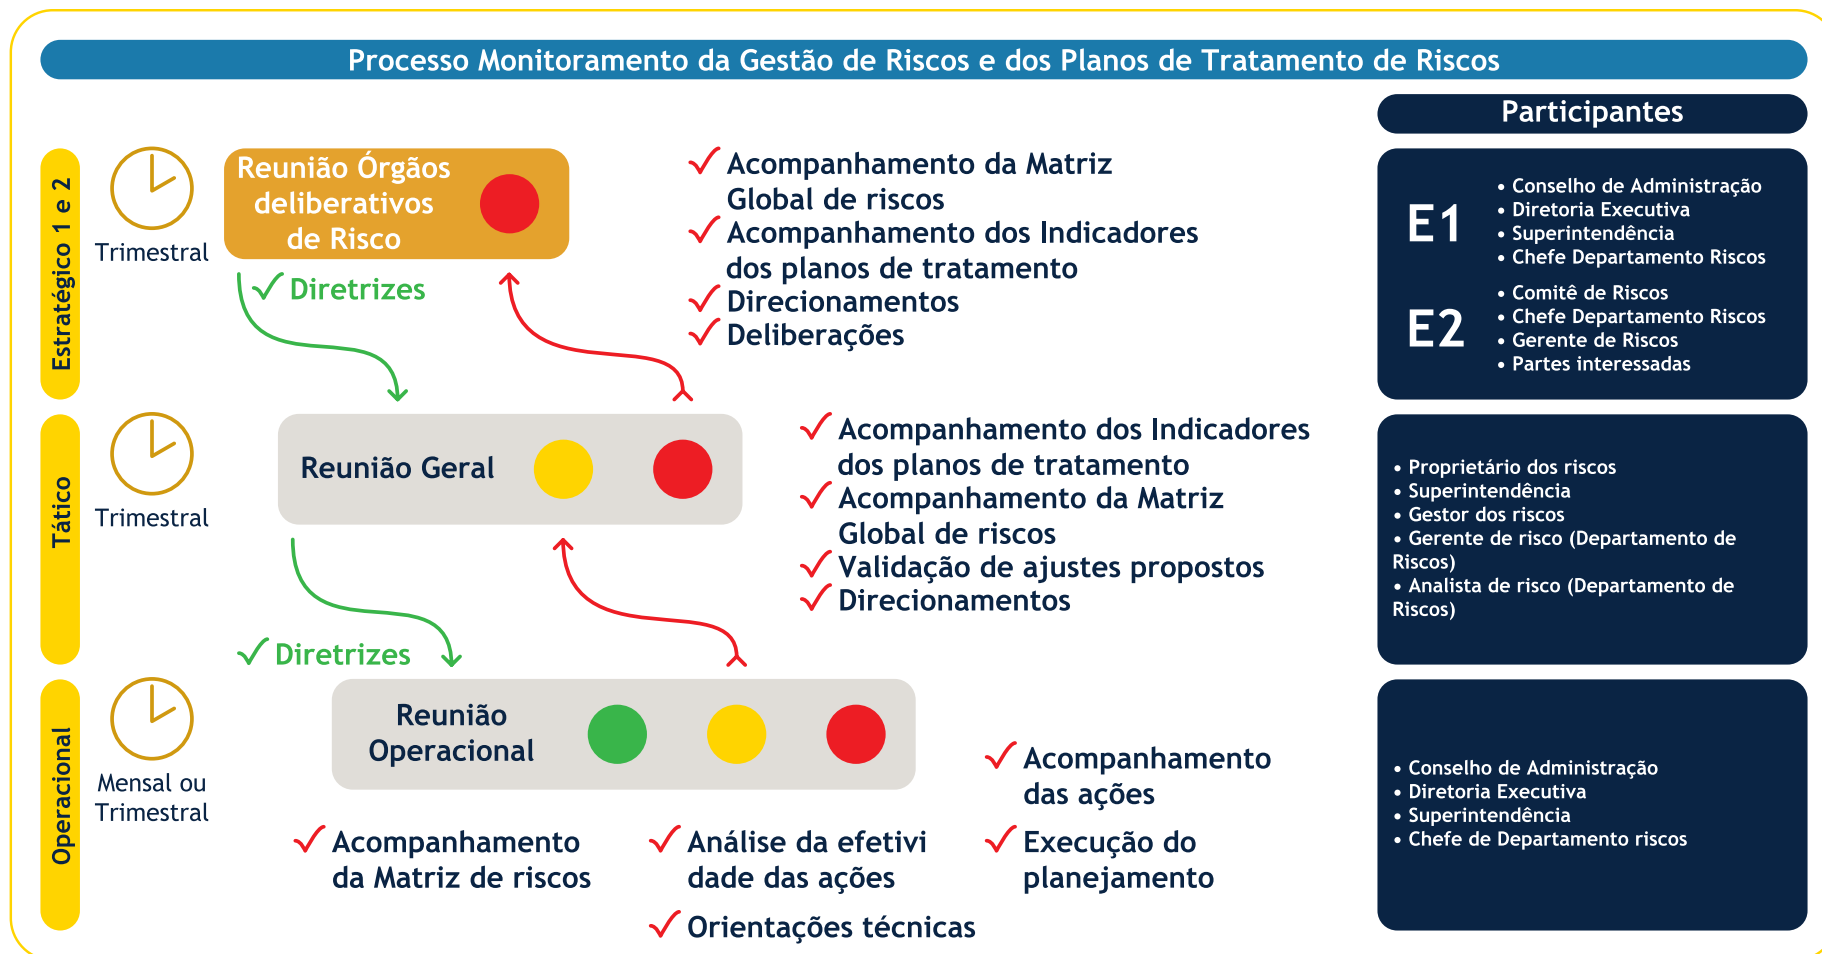 Processo Monitoramento da Gestão de Riscos e dos Planos de Tratamento de Riscos
Participantes
Estratégico 1 e 2
Trimestral
Reunião Órgãos
deliberativos
de Risco
Diretrizes
Acompanhamento da Matriz
Global de riscos
Acompanhamento dos Indicadores
dos planos de tratamento
Direcionamentos
Deliberações
E1
• Conselho de Administração
• Diretoria Executiva
• Superintendência
• Chefe Departamento Riscos
E2
• Comitê de Riscos
• Chefe Departamento Riscos
• Gerente de Riscos
• Partes interessadas
Tático
Trimestral
Reunião Geral
Diretrizes
Acompanhamento dos Indicadores
dos planos de tratamento
Acompanhamento da Matriz
Global de riscos
Validação de ajustes propostos
Direcionamentos
• Proprietário dos riscos
• Superintendência
• Gestor dos riscos
• Gerente de risco (Departamento de
Riscos)
• Analista de risco (Departamento de
Riscos)
Operacional
Mensal ou
Trimestral
Reunião
Operacional
Acompanhamento
da Matriz de riscos
Análise da efetivi
dade das ações
Orientações técnicas
Acompanhamento
das ações
Execução do
planejamento
• Conselho de Administração
• Diretoria Executiva
• Superintendência
• Chefe de Departamento riscos